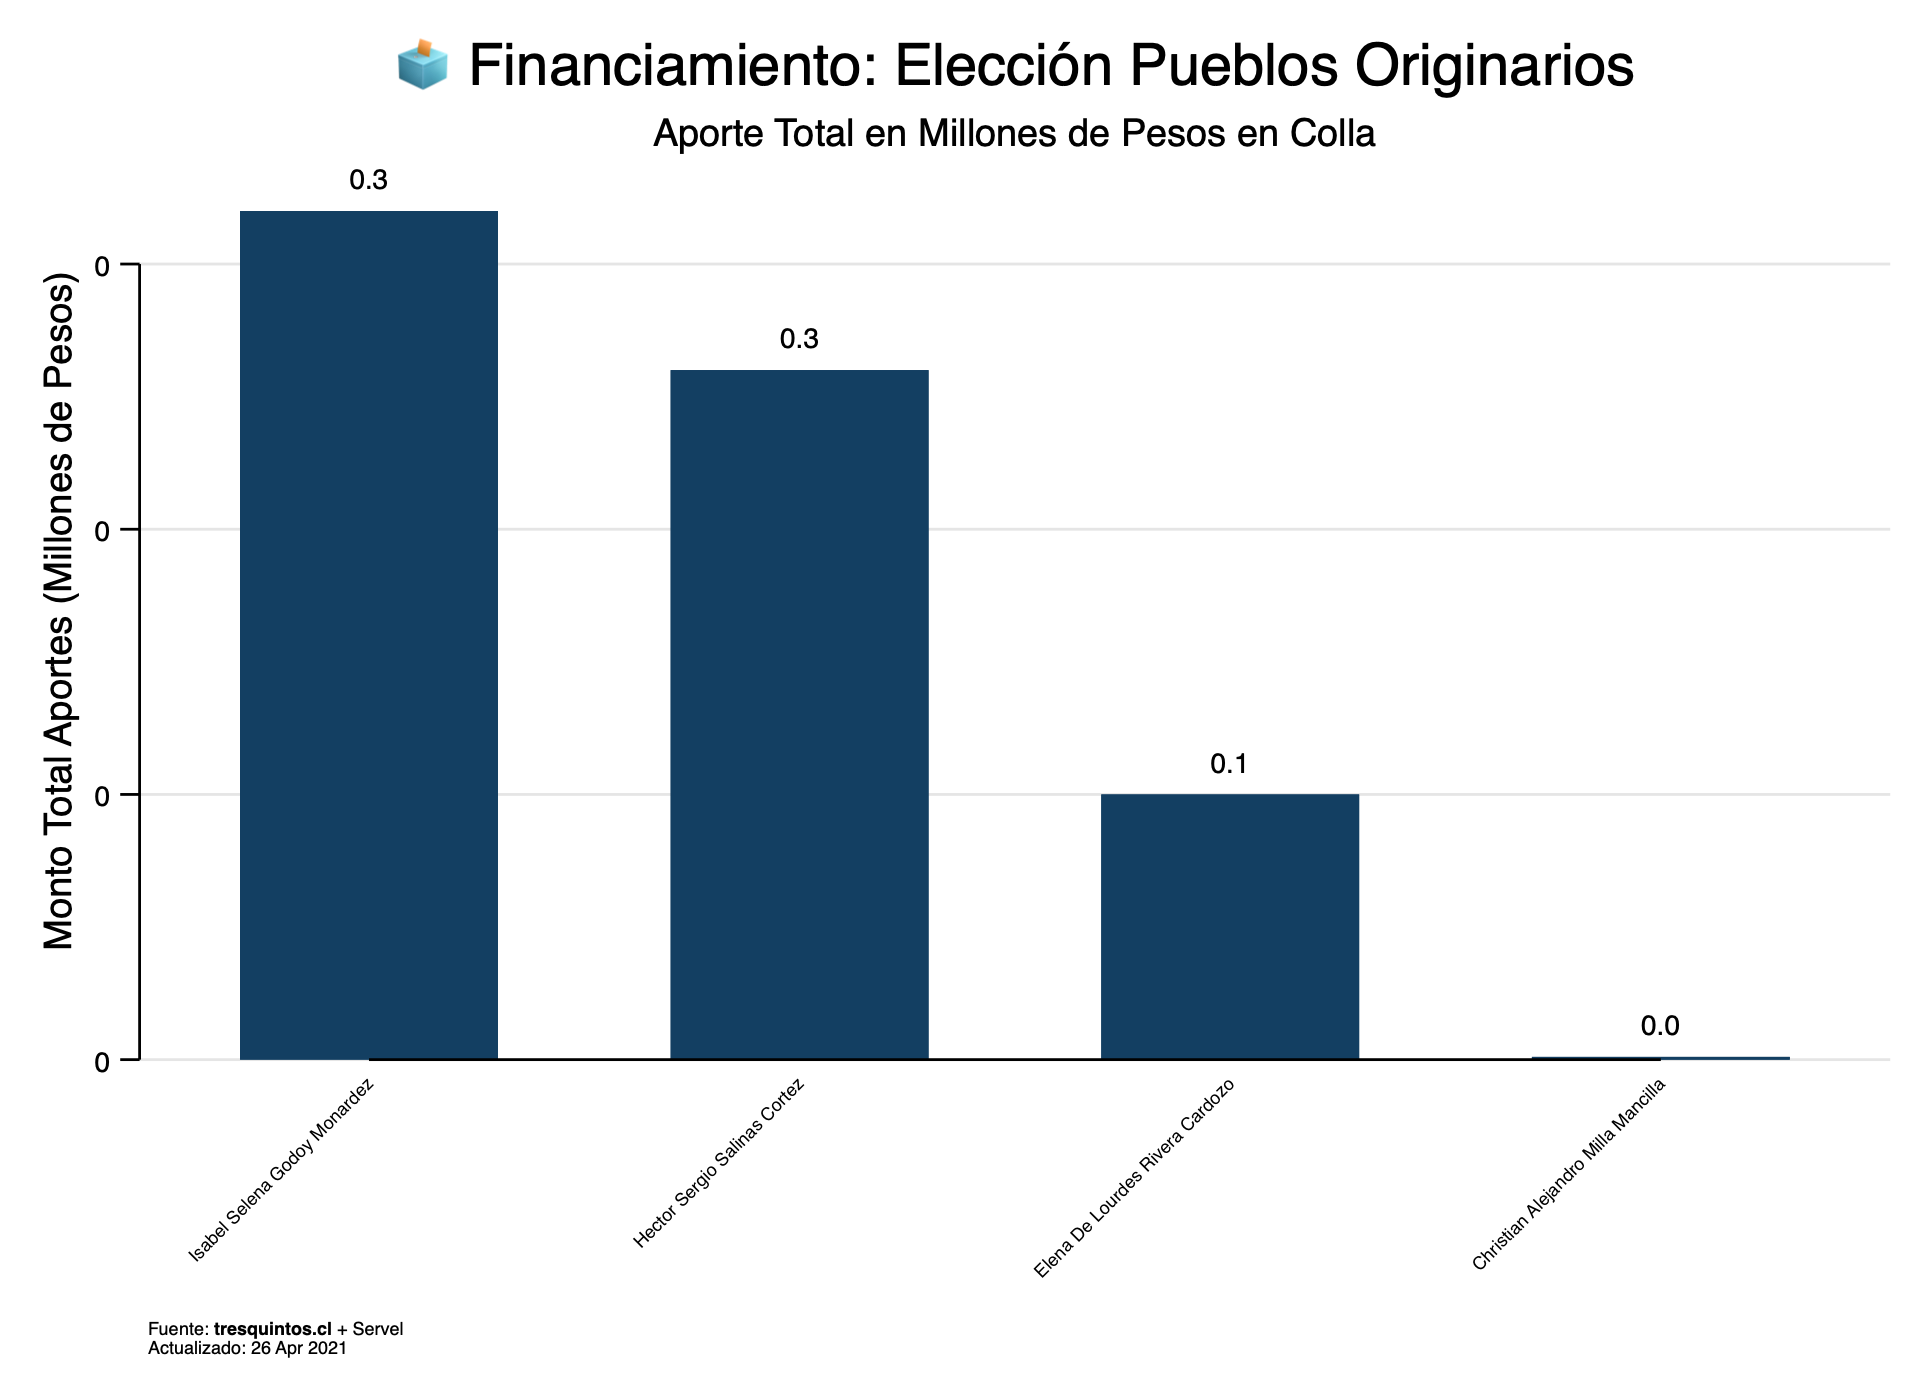 Financiamiento: Elección Pueblos Originarios
Aporte Total en Millones de Pesos en Colla
Monto Total Aportes (Millones de Pesos)
0
0
0
0
0.3
0.3
0.1
0.0
Isabel Selena Godoy Monardez
Hector Sergio Salinas Cortez
Elena De Lourdes Rivera Cardozo
Christian Alejandro Milla Mancilla
Fuente: tresquintos.cl + Servel
Actualizado: 26 Apr 2021